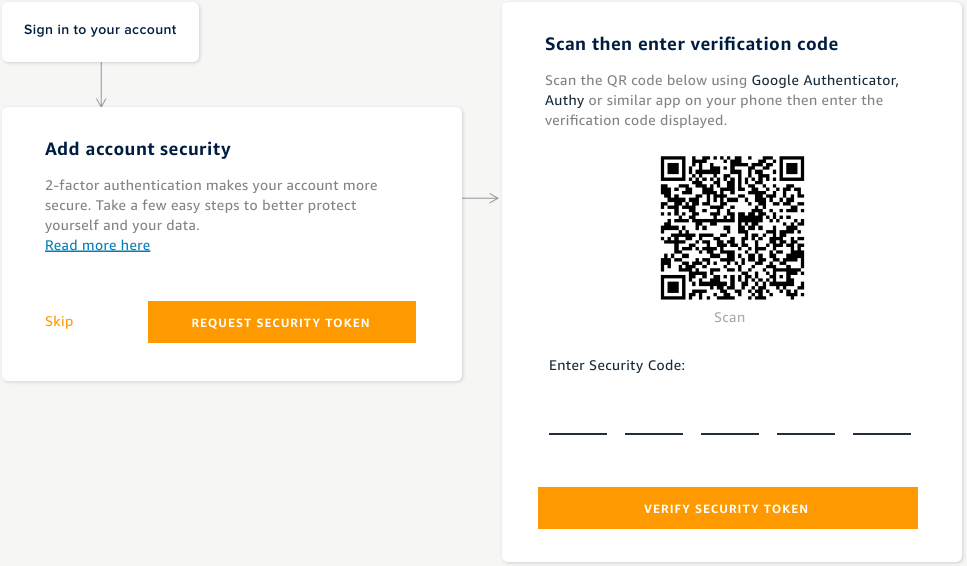 Sign in to your account
Add account security
2-factor authentication makes your account more
secure. Take a few easy steps to better protect
yourself and your data.
Read more here
Skip
REQUEST SECURITY TOKEN
Scan then enter verification code
Scan the QR code below using Google Authenticator,
Authy or similar app on your phone then enter the
verification code displayed.
Scan
Enter Security Code:
VERIFY SECURITY TOKEN